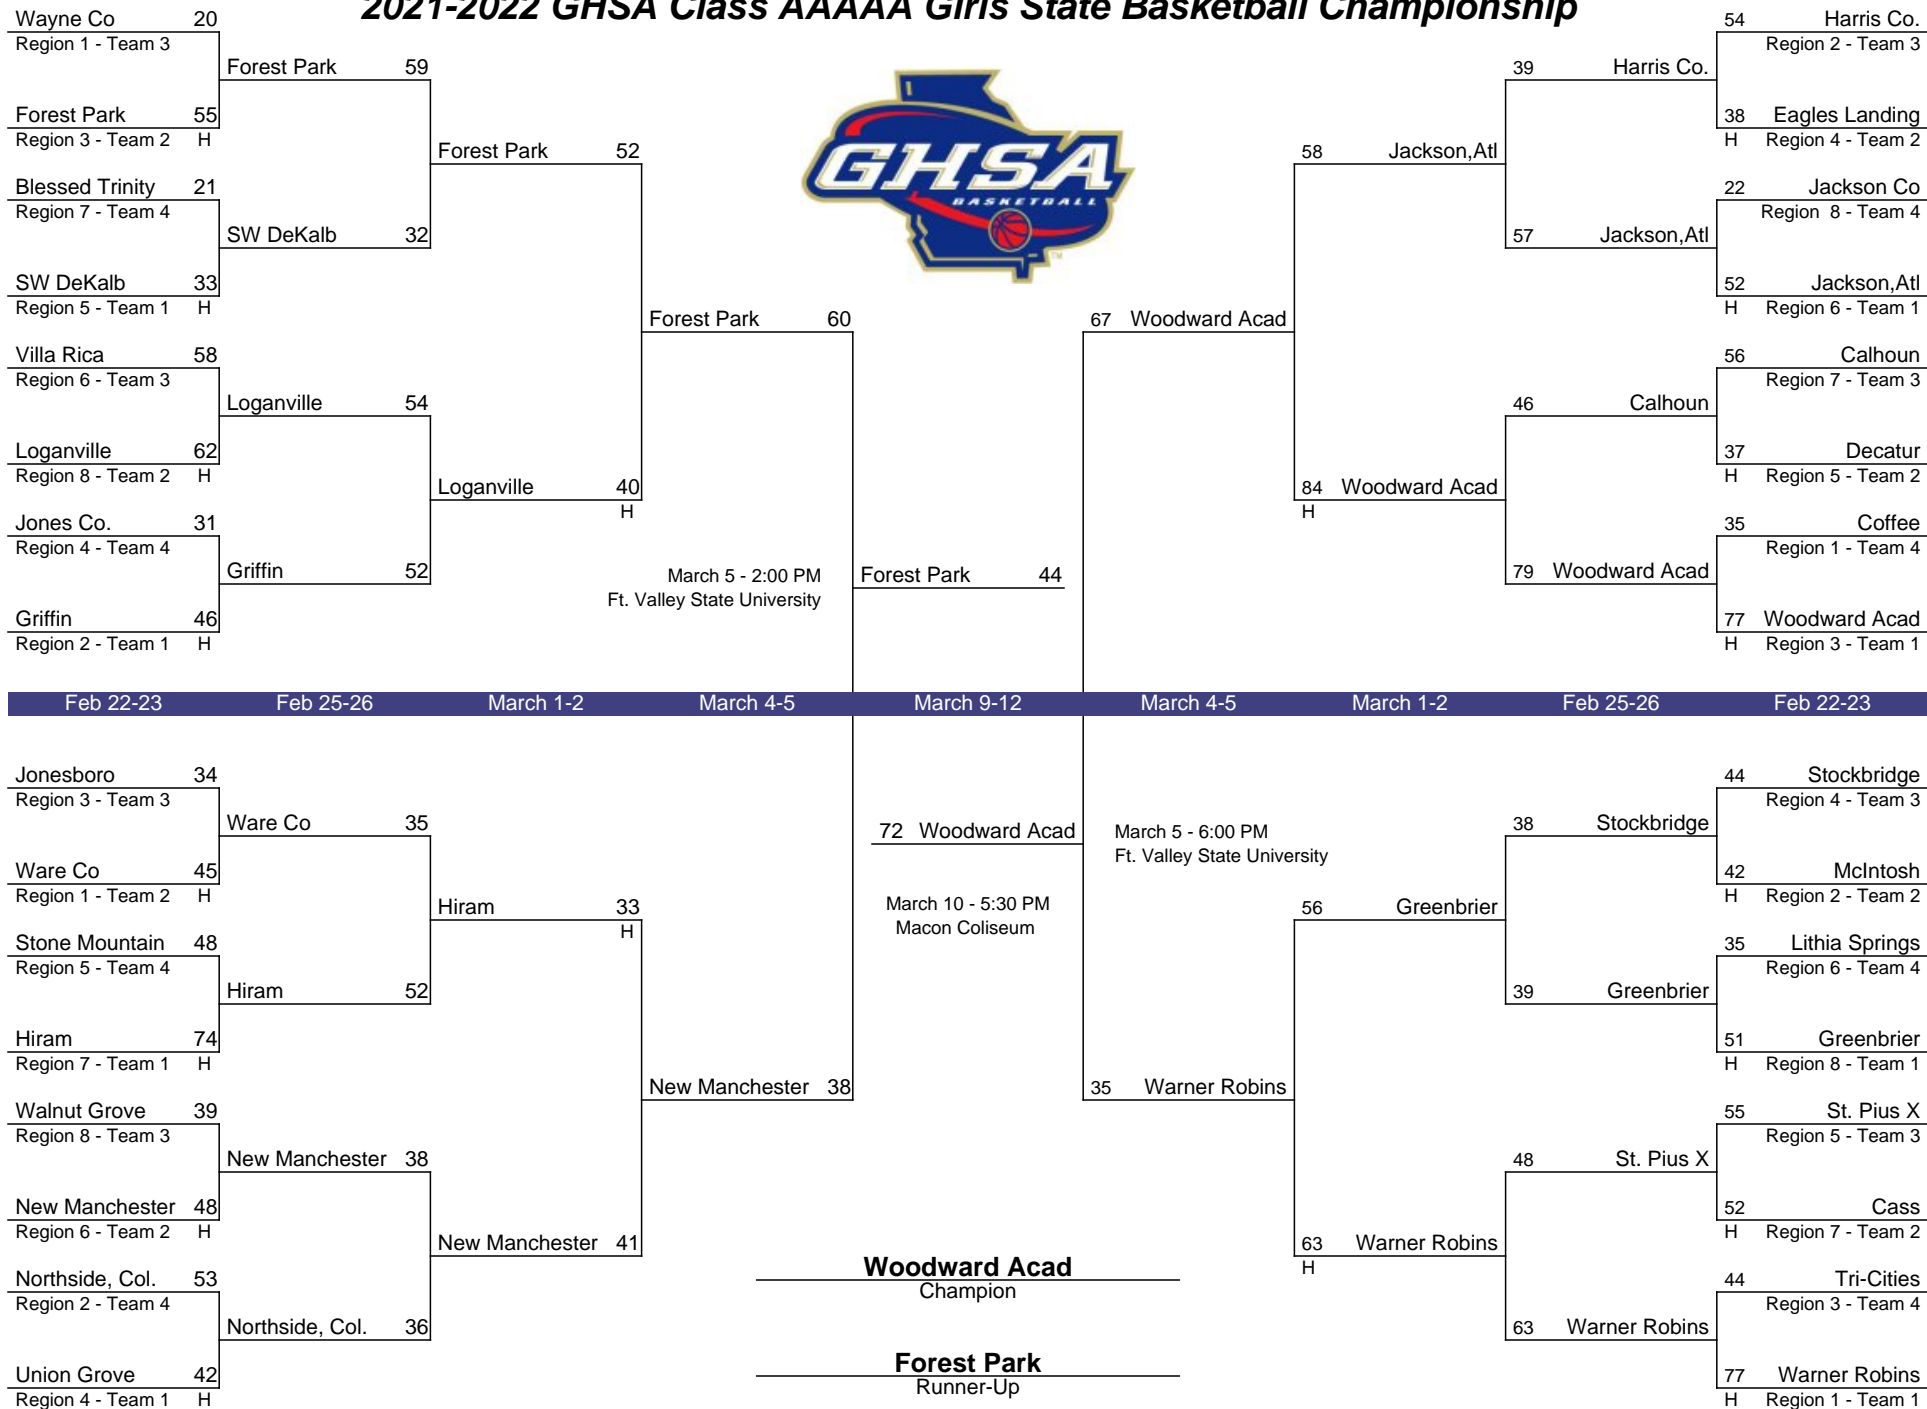 2021-2022 GHSA Class AAAAA Girls State Basketball Championship
Wayne Co 20
Region 1 - Team 3
Forest Park 59
Forest Park 55
Region 3 - Team 2 H
Forest Park 52
Blessed Trinity 21
Region 7 - Team 4
SW DeKalb 32
SW DeKalb 33
Region 5 - Team 1 H
Forest Park 60
Villa Rica 58
Region 6 - Team 3
Loganville 54
Loganville 62
Region 8 - Team 2 H
Loganville 40
H
Jones Co. 31
Region 4 - Team 4
Griffin 52
Griffin 46
Region 2 - Team 1 H
March 5 - 2:00 PM
Ft. Valley State University
Forest Park 44
GHSA
BASKETBALL
TM
54 Harris Co.
Region 2 - Team 3
39 Harris Co.
38 Eagles Landing
H Region 4 - Team 2
58 Jackson,Atl
22 Jackson Co
Region 8 - Team 4
57 Jackson,Atl
52 Jackson,Atl
H Region 6 - Team 1
67 Woodward Acad
56 Calhoun
Region 7 - Team 3
46 Calhoun
37 Decatur
H Region 5 - Team 2
84 Woodward Acad
H
35 Coffee
Region 1 - Team 4
79 Woodward Acad
77 Woodward Acad
H Region 3 - Team 1
Feb 22-23 Feb 25-26 March 1-2 March 4-5 March 9-12 March 4-5 March 1-2 Feb 25-26 Feb 22-23
Jonesboro 34
Region 3 - Team 3
Ware Co 35
Ware Co 45
Region 1 - Team 2 H
Hiram 33
H
Stone Mountain 48
Region 5 - Team 4
Hiram 52
Hiram 74
Region 7 - Team 1 H
New Manchester 38
Walnut Grove 39
Region 8 - Team 3
New Manchester 38
New Manchester 48
Region 6 - Team 2 H
New Manchester 41
Northside, Col. 53
Region 2 - Team 4
Northside, Col. 36
Union Grove 42
Region 4 - Team 1 H
72 Woodward Acad
March 10 - 5:30 PM
Macon Coliseum
March 5 - 6:00 PM
Ft. Valley State University
44 Stockbridge
Region 4 - Team 3
38 Stockbridge
42 McIntosh
H Region 2 - Team 2
56 Greenbrier
35 Lithia Springs
Region 6 - Team 4
39 Greenbrier
51 Greenbrier
H Region 8 - Team 1
35 Warner Robins
55 St. Pius X
Region 5 - Team 3
48 St. Pius X
52 Cass
H Region 7 - Team 2
63 Warner Robins
H
44 Tri-Cities
Region 3 - Team 4
63 Warner Robins
77 Warner Robins
H Region 1 - Team 1
Woodward Acad
Champion
Forest Park
Runner-Up